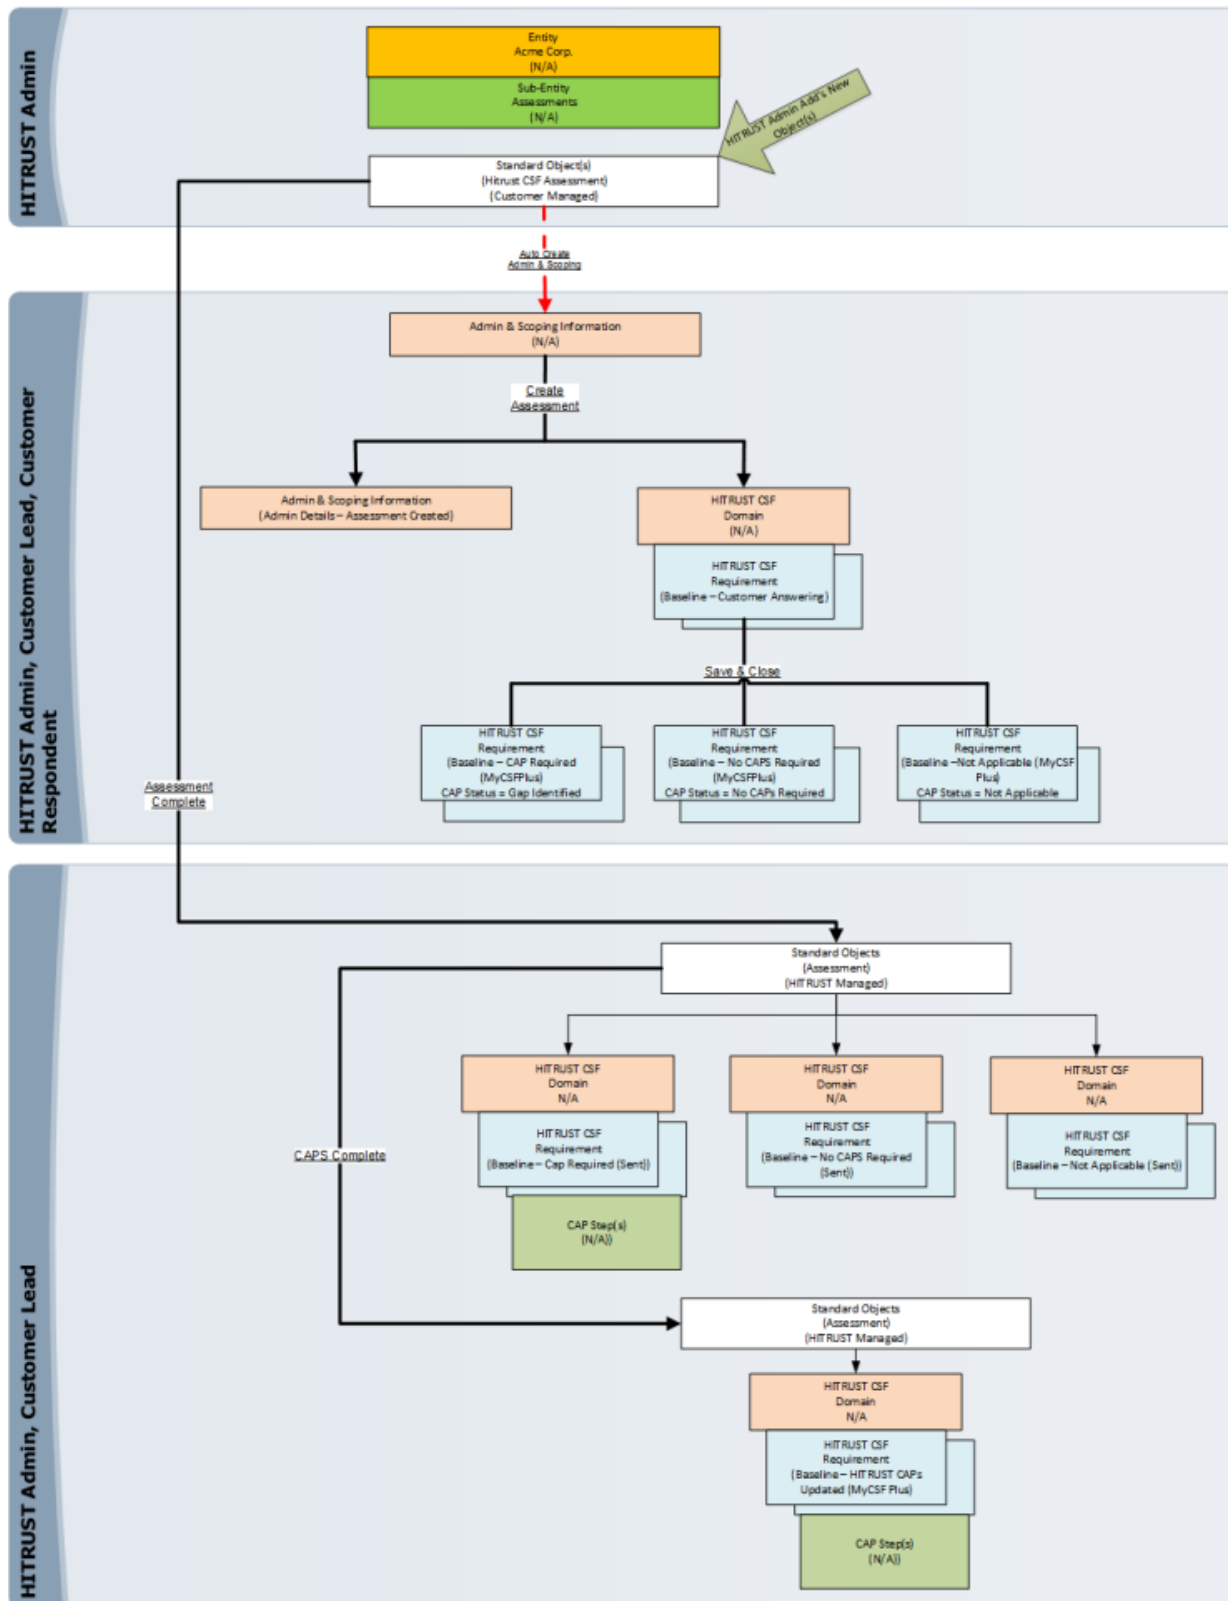 HITRUST Admin
Entity
Acme Corp.
(N/A)
Sub-Entity
Assessments
(N/A)
HITRUST Admin Add's New
Object(s)
Standard Object(s)
(Hitrust CSF Assessment)
(Customer Managed)
Auto Create
Admin & Scoping
HITRUST Admin, Customer Lead, Customer
Respondent
Admin & Scoping Information
(N/A)
Create
Assessment
Admin & Scoping Information
(Admin Details – Assessment Created)
HITRUST CSF
Domain
(N/A)
HITRUST CSF
Requirement
(Baseline – Customer Answering)
Save & Close
HITRUST CSF
Requirement
(Baseline – CAP Required
(MyCSFPlus)
CAP Status = Gap Identified
HITRUST CSF
Requirement
(Baseline – No CAPS Required
(MyCSFPlus)
CAP Status = No CAPs Required
HITRUST CSF
Requirement
(Baseline –Not Applicable (MyCSF
Plus)
CAP Status = Not Applicable
Assessment
Complete
HITRUST Admin, Customer Lead
Standard Objects
(Assessment)
(HITRUST Managed)
HITRUST CSF
Domain
N/A
HITRUST CSF
Requirement
(Baseline – Cap Required (Sent))
CAP Step(s)
(N/A))
HITRUST CSF
Domain
N/A
HITRUST CSF
Requirement
(Baseline – No CAPS Required
(Sent))
HITRUST CSF
Domain
N/A
HITRUST CSF
Requirement
(Baseline – Not Applicable (Sent))
CAPS Complete
Standard Objects
(Assessment)
(HITRUST Managed)
HITRUST CSF
Domain
N/A
HITRUST CSF
Requirement
(Baseline – HITRUST CAPs
Updated (MyCSF Plus)
CAP Step(s)
(N/A))